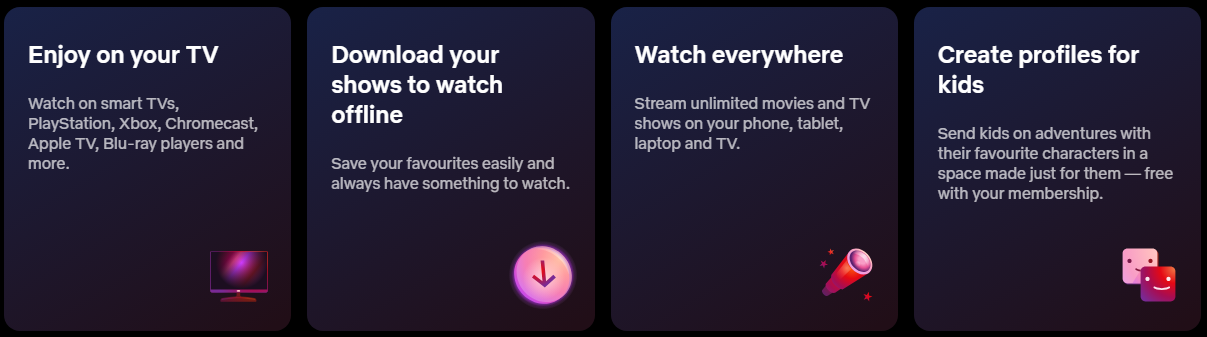 Enjoy on your TV
Watch on smart TVs,
PlayStation, Xbox, Chromecast,
Apple TV, Blu-ray players and
more.
Download your
shows to watch
offline
Save your favourites easily and
always have something to watch.
Watch everywhere
Stream unlimited movies and TV
shows on your phone, tablet,
laptop and TV.
Create profiles for
kids
Send kids on adventures with
their favourite characters in a
space made just for them — free
with your membership.